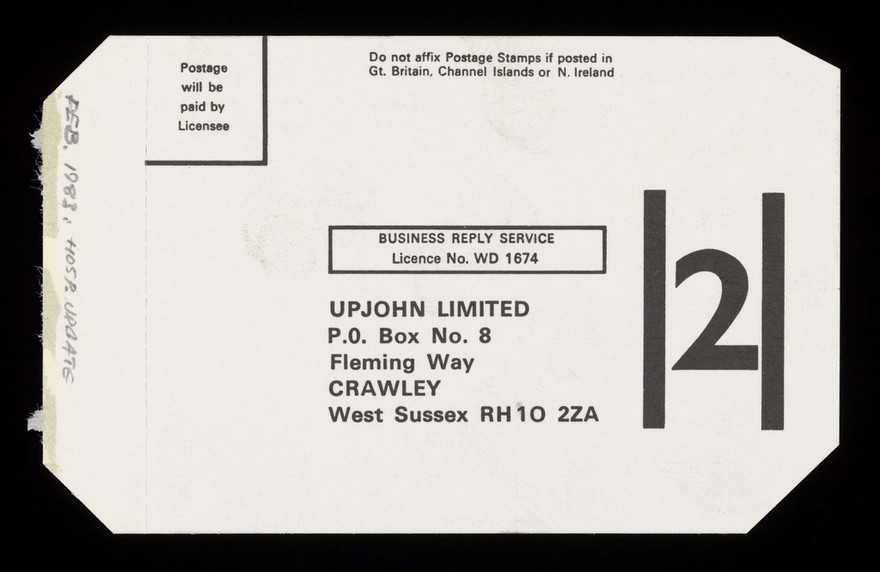 Postage
will be
paid by
Licensee
Do not affix Postage Stamps if posted in
Gt. Britain, Channel Islands or N. Ireland
BUSINESS REPLY SERVICE
Licence No. WD 1674
UPJOHN LIMITED
P.O. Box No. 8
Fleming Way
CRAWLEY
West Sussex RH10 2ZA
2
FEB. 1983, HOSP. UPDATE